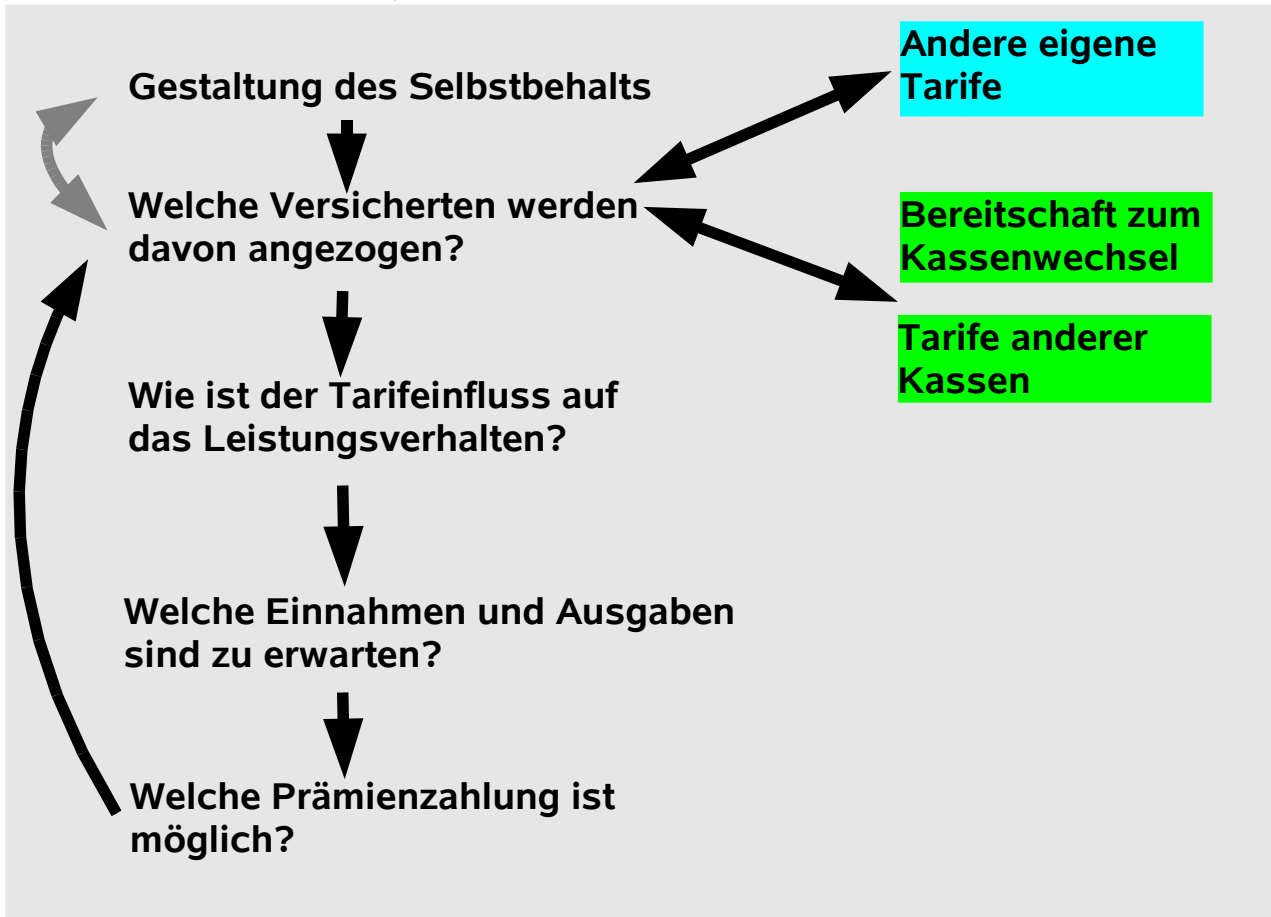 Gestaltung des Selbstbehalts
Welche Versicherten werden
davon angezogen?
Wie ist der Tarifeinfluss auf
das Leistungsverhalten?
Welche Einnahmen und Ausgaben
sind zu erwarten?
Welche Prämienzahlung ist
möglich?
Andere eigene
Tarife
Bereitschaft zum
Kassenwechsel
Tarife anderer
Kassen